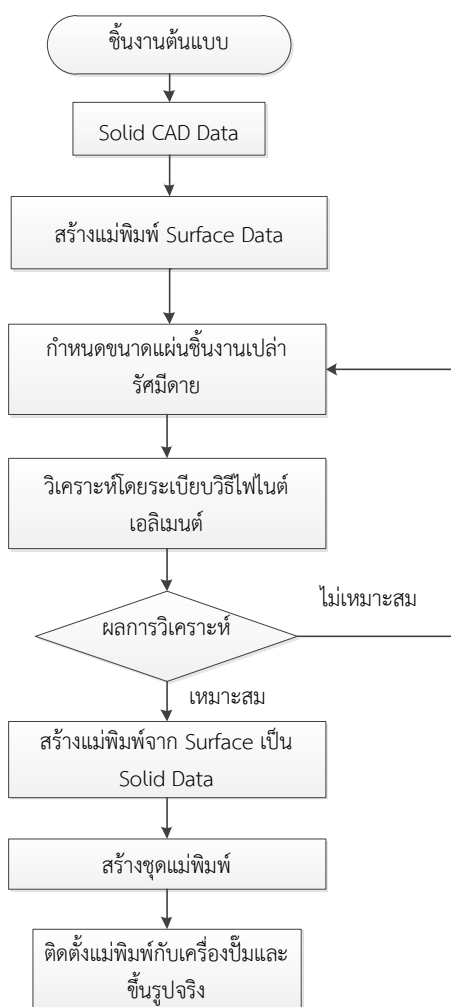 ชิ้นงานต้นแบบ
Solid CAD Data
สร้างแม่พิมพ์ Surface Data
กำหนดขนาดแผ่นชิ้นงานเปล่า
รัศมีดาย
วิเคราะห์โดยระเบียบวิธีไฟไนต์
เอลิเมนต์
ไม่เหมาะสม
ผลการวิเคราะห์
เหมาะสม
สร้างแม่พิมพ์จาก Surface เป็น
Solid Data
สร้างชุดแม่พิมพ์
ติดตั้งแม่พิมพ์กับเครื่องปั๊มและ
ขึ้นรูปจริง